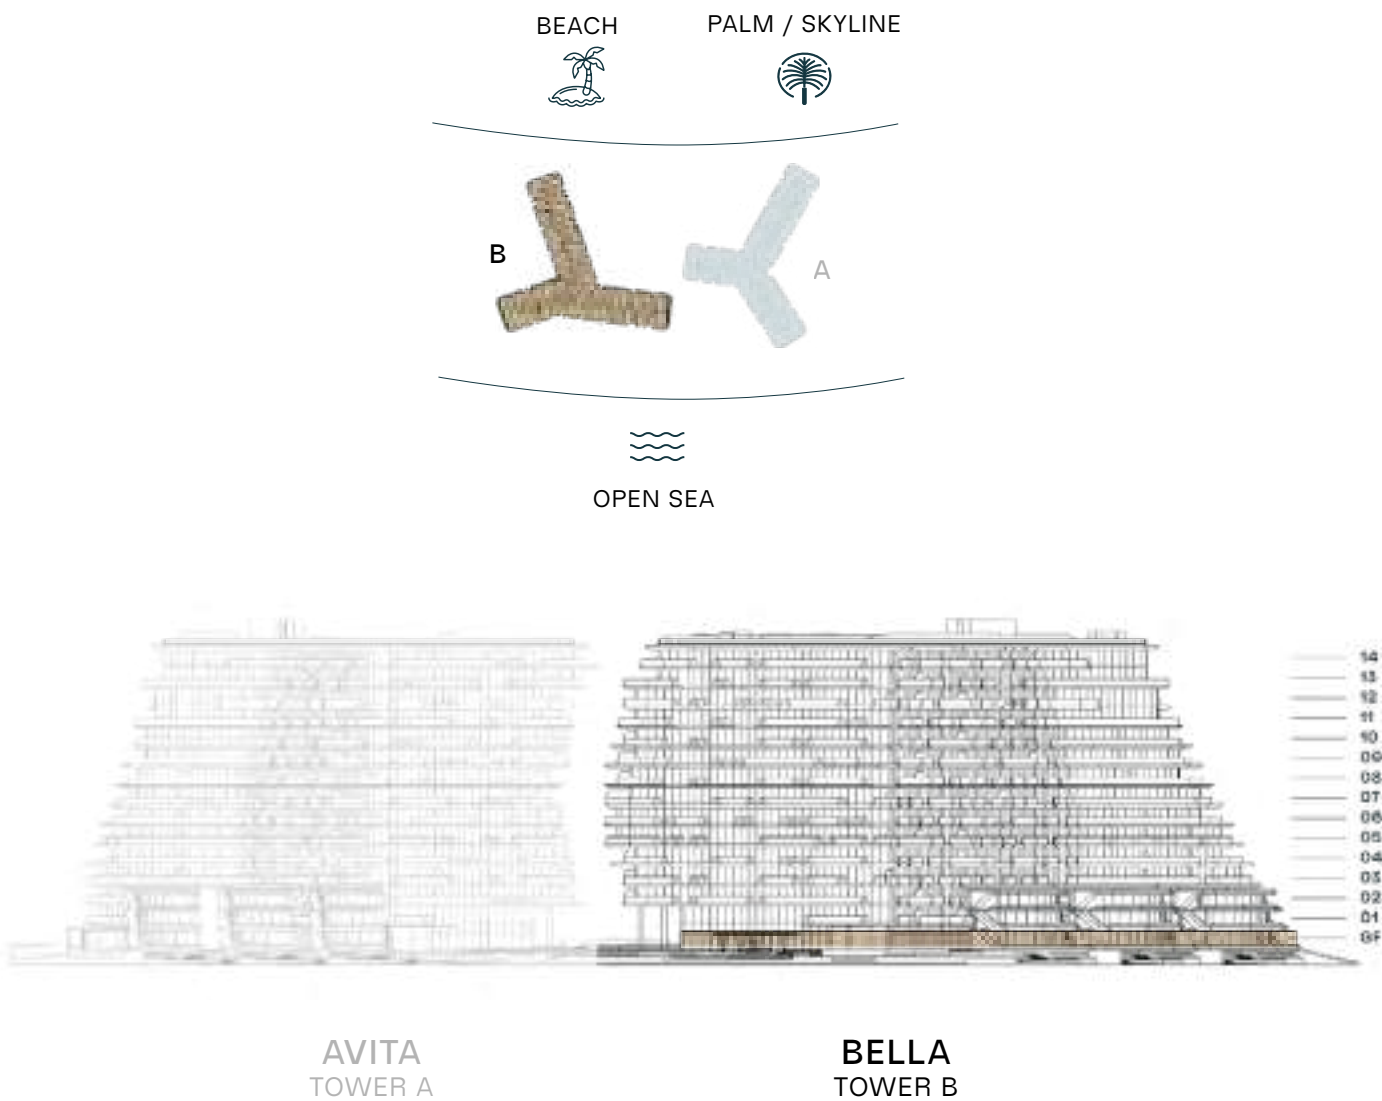 BEACH
PALM / SKYLINE
B
A
OPEN SEA
14
13
12
11
10
09
08
07
06
05
04
03
02
01
GF
AVITA
TOWER A
BELLA
TOWER B